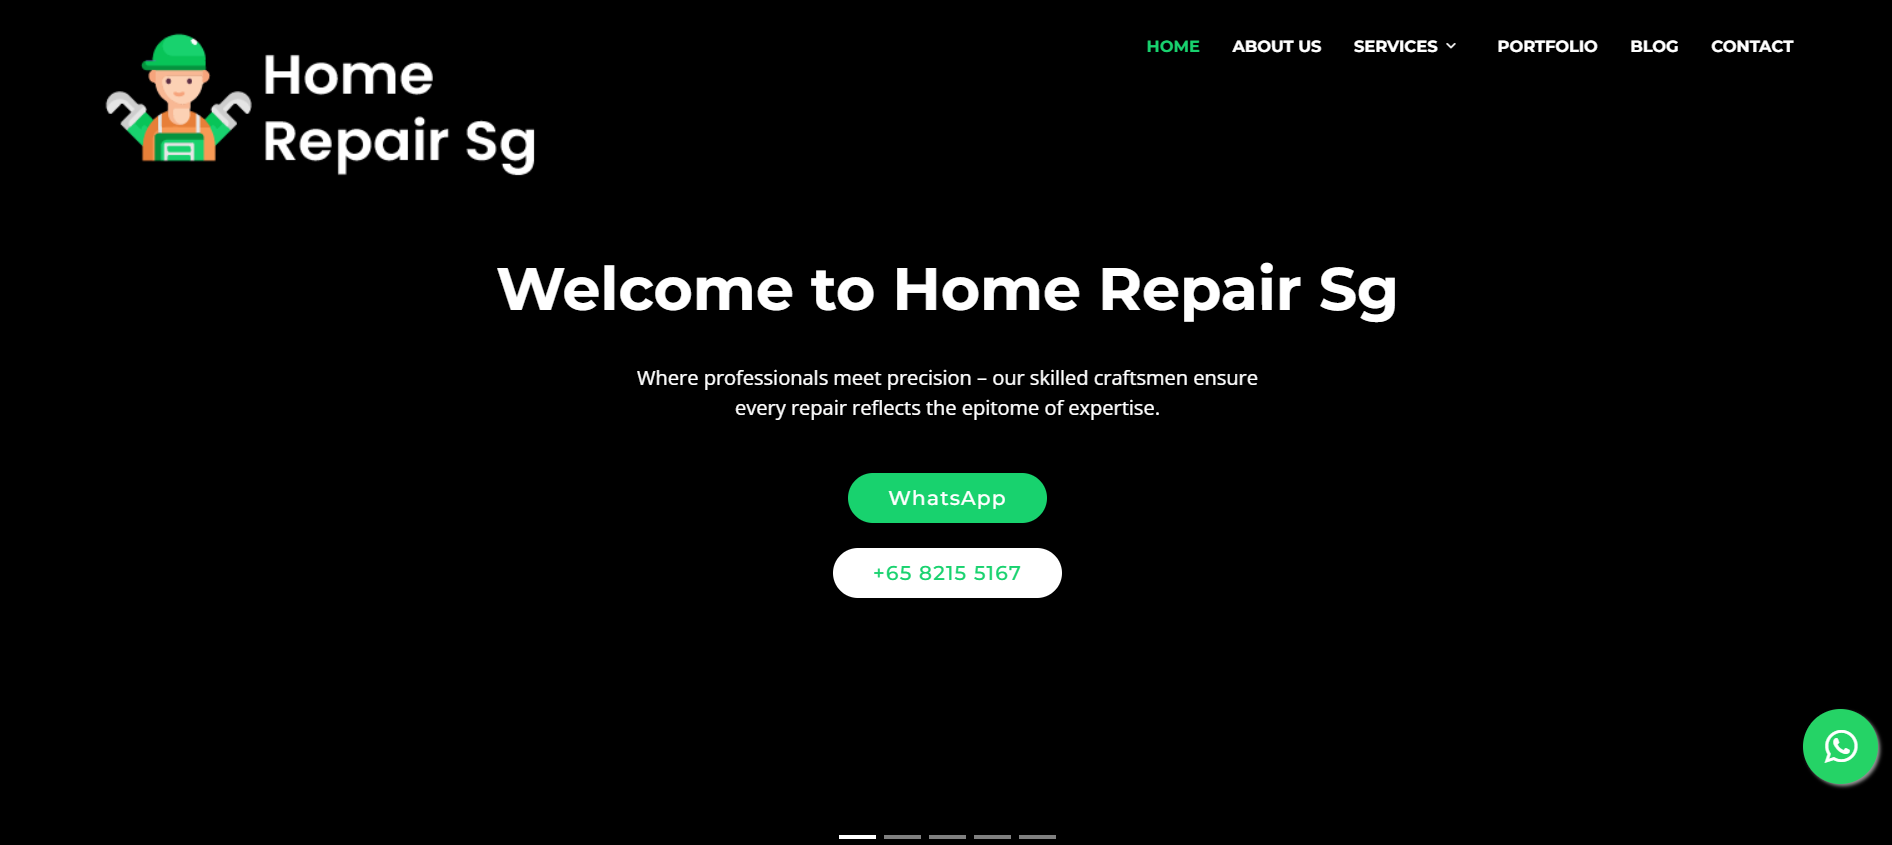 Home
Repair Sg
HOME ABOUT US SERVICES PORTFOLIO BLOG CONTACT
Welcome to Home Repair Sg
Where professionals meet precision – our skilled craftsmen ensure
every repair reflects the epitome of expertise.
WhatsApp
+65 8215 5167